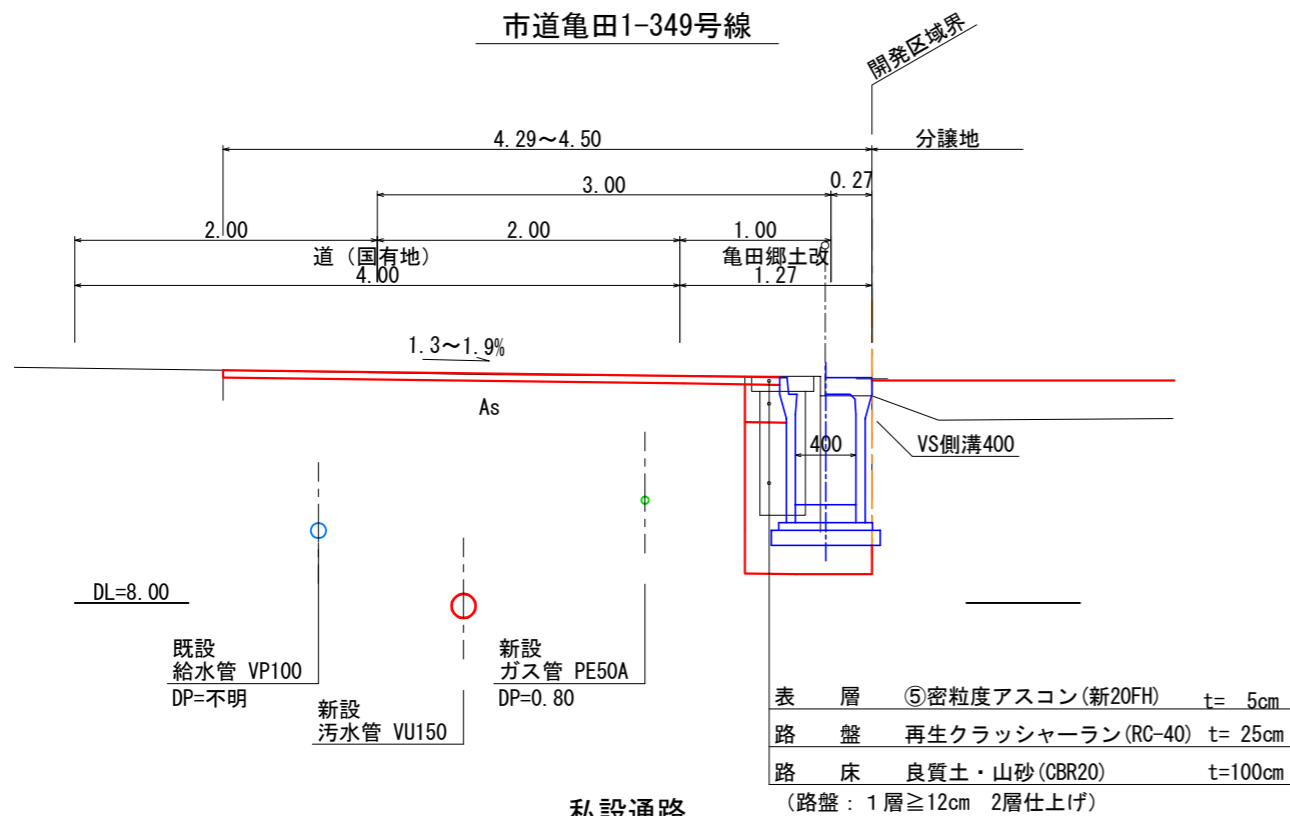 市道亀田1-349号線
開発区域界
4.29～4.50
分譲地
3.00
0.27
2.00
2.00
1.00
道（国有地）
亀田郷土改
4.00
1.27
1.3～1.9%
As
400
VS側溝400
DL=8.00
既設
給水管 VP100
DP=不明
新設
汚水管 VU150
新設
ガス管 PE50A
DP=0.80
表　層　⑤密粒度アスコン(新20FH)　t= 5cm
路　盤　再生クラッシャーラン(RC-40)　t= 25cm
路　床　良質土・山砂(CBR20)　t=100cm
（路盤：１層≧12cm　2層仕上げ）
私設通路